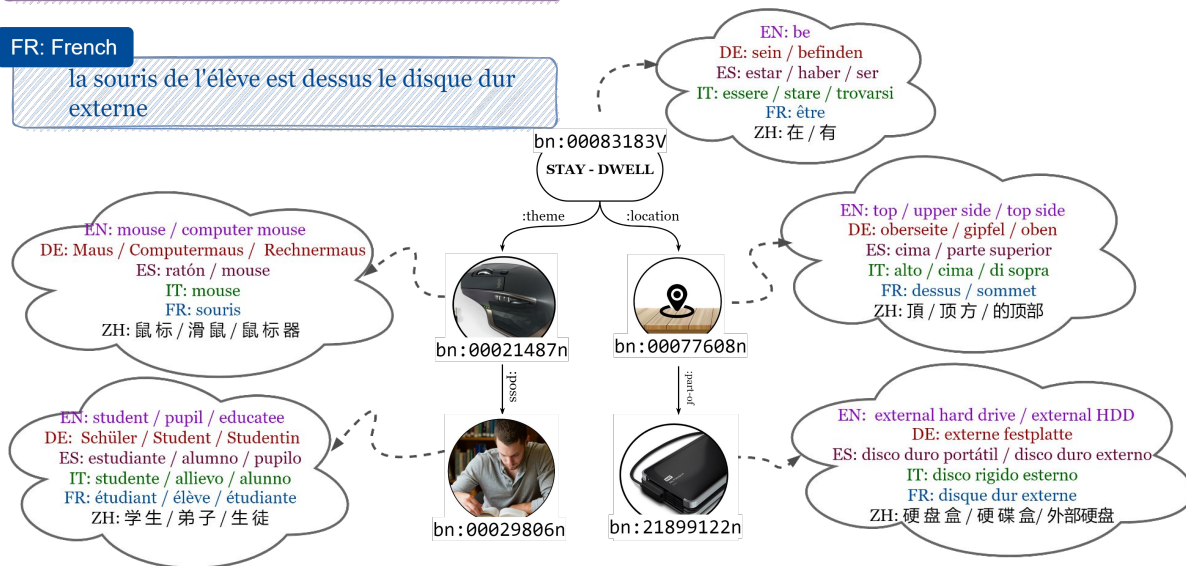 FR: French
la souris de l'élève est dessus le disque dur
externe
EN: be
DE: sein / befinden
ES: estar / haber / ser
IT: essere / stare / trovarsi
FR: être
ZH: 在 / 有
bn:00083183V
STAY - DWELL
:theme
:location
EN: mouse / computer mouse
DE: Maus / Computermaus / Rechnermaus
ES: ratón / mouse
IT: mouse
FR: souris
ZH: 鼠标 / 滑鼠 / 鼠标器
bn:00021487n
bn:00077608n
EN: top / upper side / top side
DE: oberseite / gipfel / oben
ES: cima / parte superior
IT: alto / cima / di sopra
FR: dessus / sommet
ZH: 頂 / 顶方 / 的顶部
:poss
:part-of
EN: student / pupil / educatee
DE: Schüler / Student / Studentin
ES: estudiante / alumno / pupilo
IT: studente / allievo / alunno
FR: étudiant / élève / étudiante
ZH: 学生 / 弟子 / 生徒
bn:00029806n
bn:21899122n
EN: external hard drive / external HDD
DE: externe festplatte
ES: disco duro portátil / disco duro externo
IT: disco rigido esterno
FR: disque dur externe
ZH: 硬盘盒 / 硬碟盒 / 外部硬盘